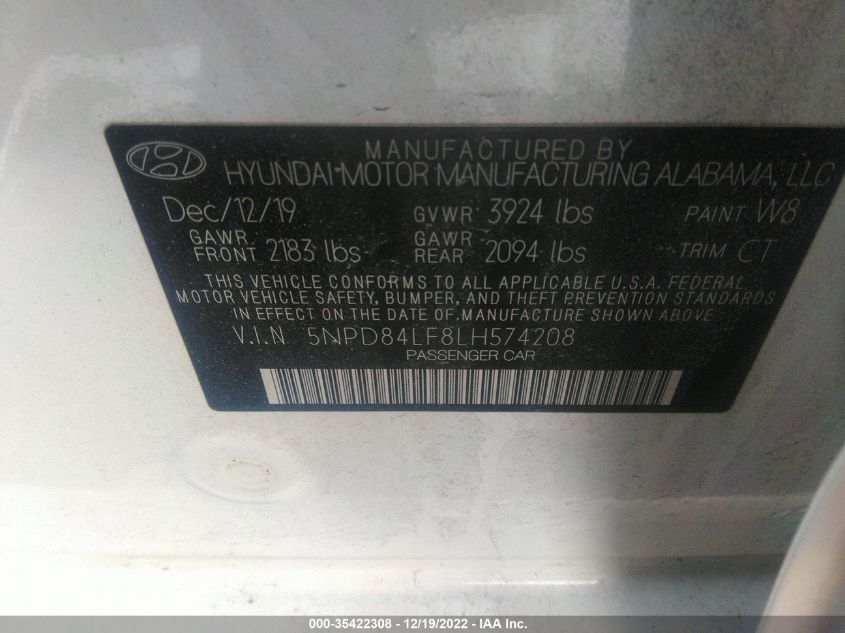 MANUFACTURED BY
HYUNDAI MOTOR MANUFACTURING ALABAMA, LLC
Dec/12/19 GVWR 3924 lbs PAINT W8
GAWR FRONT 2183 lbs GAWR REAR 2094 lbs TRIM CT
THIS VEHICLE CONFORMS TO ALL APPLICABLE U.S.A. FEDERAL
MOTOR VEHICLE SAFETY, BUMPER, AND THEFT PREVENTION STANDARDS
IN EFFECT ON THE DATE OF MANUFACTURE SHOWN ABOVE.
V.I.N 5NPD84LF8LH574208
PASSENGER CAR
000-35422308 - 12/19/2022 - IAA Inc.